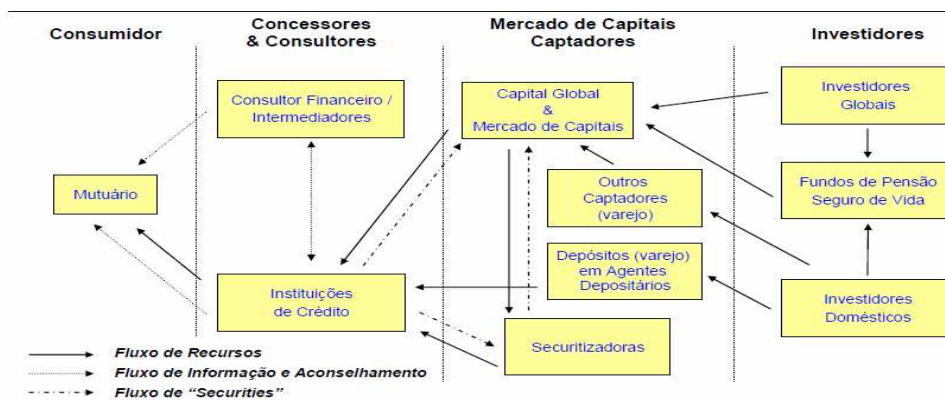 Consumidor
Concessores
& Consultores
Mercado de Capitais
Captadores
Investidores
Consultor Financeiro /
Intermediadores
Capital Global
&
Mercado de Capitais
Investidores
Globais
Mutuário
Outros
Captadores
(varejo)
Fundos de Pensão
Seguro de Vida
Instituições
de Crédito
Depósitos (varejo)
em Agentes
Depositários
Investidores
Domésticos
Securitizadoras
Fluxo de Recursos
Fluxo de Informação e Aconselhamento
Fluxo de “Securities”